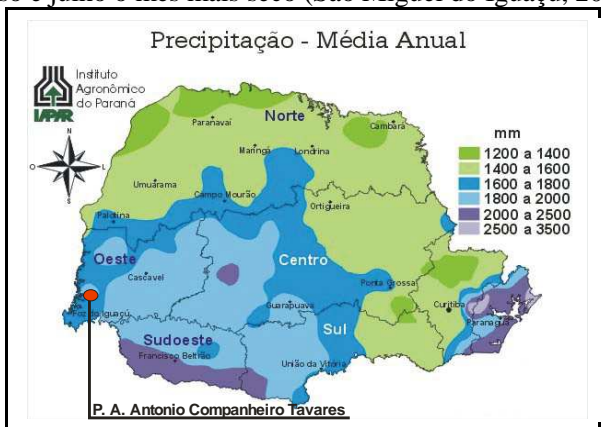 so e julho o mês mais seco (São Miguel do Iguaçu, 20
Precipitação - Média Anual
Instituto
Agronômico
do Paraná
IAPAR
N
O
L
S
Norte
Paranavaí
Cambará
Maringá
Londrina
Umuarama
Campo Mourão
Ortigueira
Palotina
Oeste
Cascavel
Centro
Ponta Grossa
Foz do Iguaçu
Guarapuava
Curitiba
Paranaguá
Sudoeste
Sul
Francisco Beltrão
União da Vitória
mm
1200 a 1400
1400 a 1600
1600 a 1800
1800 a 2000
2000 a 2500
2500 a 3500
P. A. Antonio Companheiro Tavares